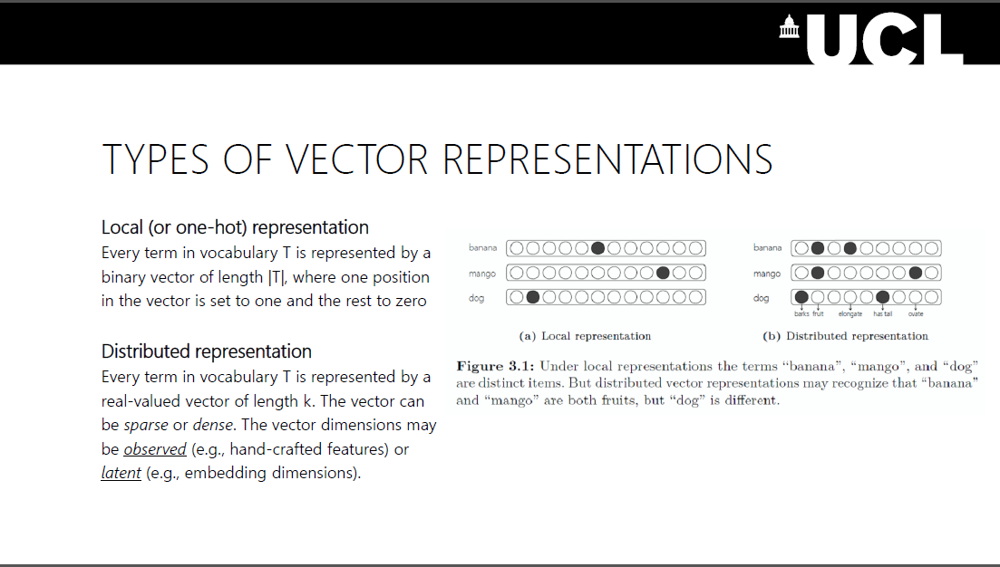 UCL
TYPES OF VECTOR REPRESENTATIONS
Local (or one-hot) representation
Every term in vocabulary T is represented by a
binary vector of length |T|, where one position
in the vector is set to one and the rest to zero
Distributed representation
Every term in vocabulary T is represented by a
real-valued vector of length k. The vector can
be sparse or dense. The vector dimensions may
be observed (e.g., hand-crafted features) or
latent (e.g., embedding dimensions).
banana
mango
dog
(a) Local representation
banana
mango
dog
barks fruit elongate has tail ovate
(b) Distributed representation
Figure 3.1: Under local representations the terms “banana”, “mango”, and “dog”
are distinct items. But distributed vector representations may recognize that “banana”
and “mango” are both fruits, but “dog” is different.